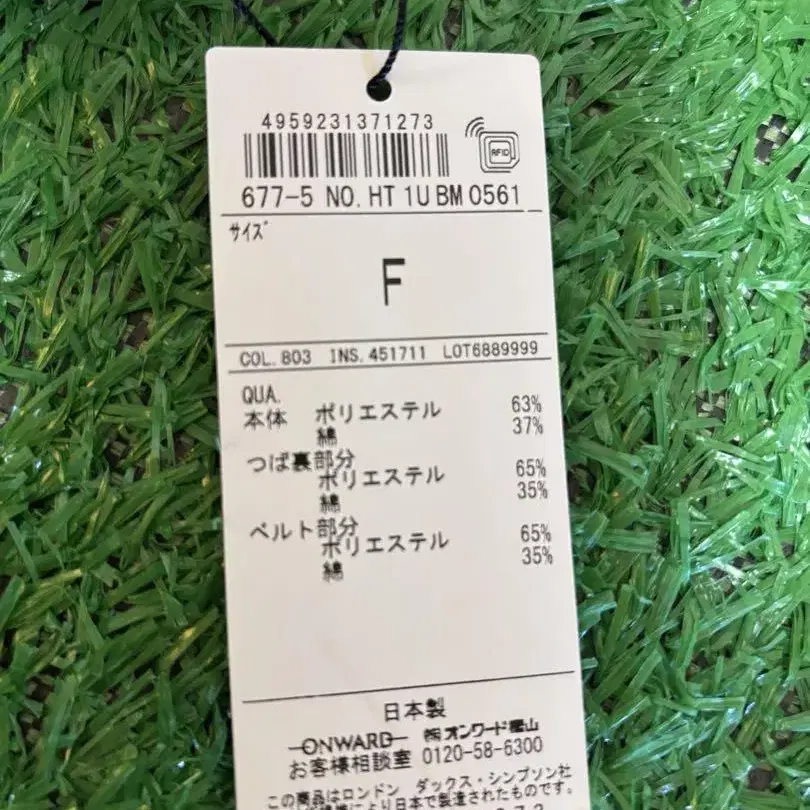 4959231371273
RFID
677-5 NO. HT 1U BM 0561
サイズ
F
COL. 803 INS. 451711 LOT6889999
QUA.
本体 ポリエステル 63%
綿 37%
つば裏部分
ポリエステル 65%
綿 35%
ベルト部分
ポリエステル 65%
綿 35%
日本製
ONWARD ㈱オンワード樫山
お客様相談室 0120-58-6300
この商品はロンドン ダックス・シンプソン社
により日本で製造されたものです。